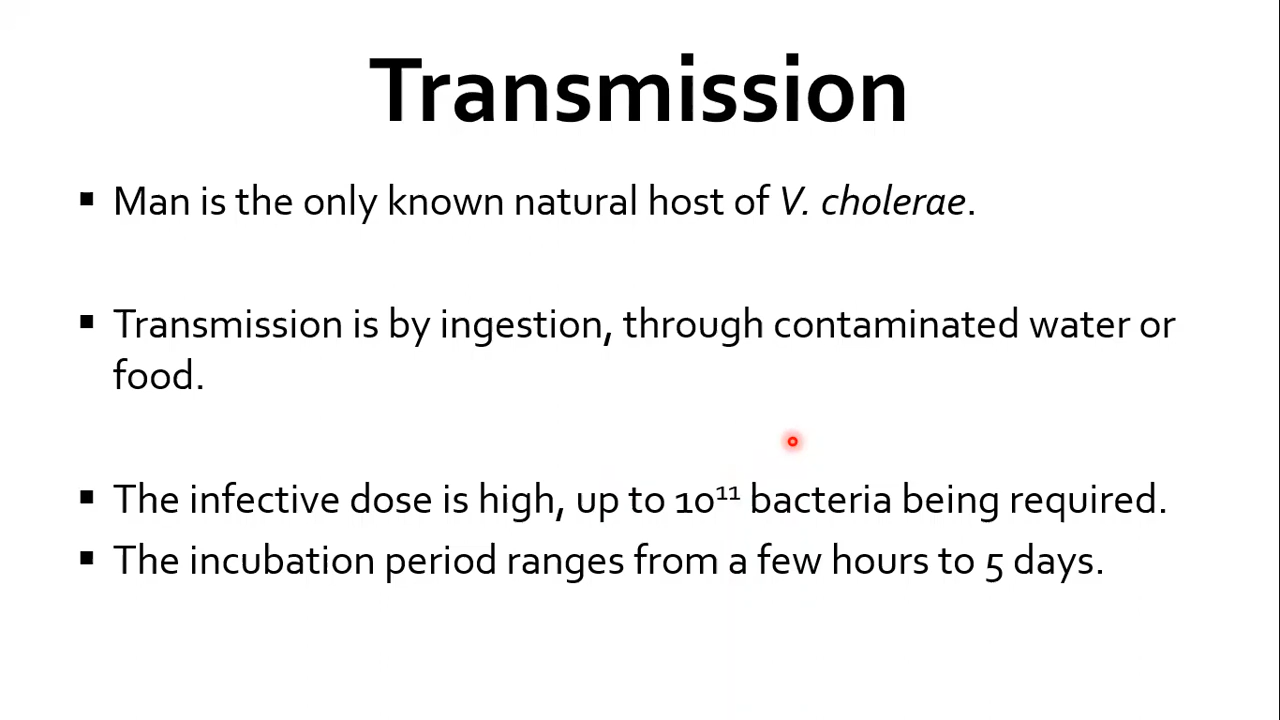 Transmission
▪ Man is the only known natural host of V. cholerae.
▪ Transmission is by ingestion, through contaminated water or
food.
▪ The infective dose is high, up to 10¹¹ bacteria being required.
▪ The incubation period ranges from a few hours to 5 days.